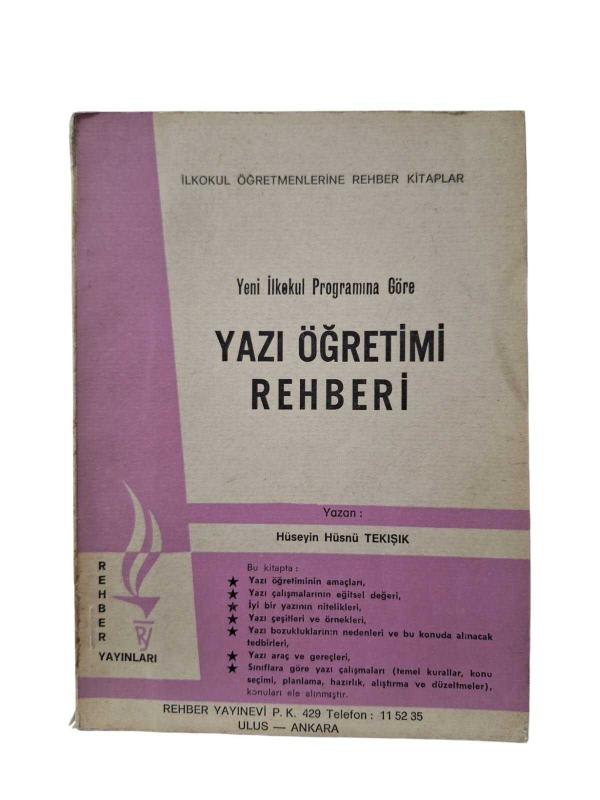 İLKOKUL ÖĞRETMENLERİNE REHBER KİTAPLAR
Yeni İlkokul Programına Göre
YAZI ÖĞRETİMİ
REHBERİ
Yazan :
Hüseyin Hüsnü TEKIŞIK
Bu kitapta :
★ Yazı öğretiminin amaçları,
★ Yazı çalışmalarının eğitsel değeri,
★ İyi bir yazının nitelikleri,
★ Yazı çeşitleri ve örnekleri,
★ Yazı bozukluklarının nedenleri ve bu konuda alınacak
tedbirleri,
★ Yazı araç ve gereçleri,
★ Sınıflara göre yazı çalışmaları (temel kurallar, konu
seçimi, planlama, hazırlık, alıştırma ve düzeltmeler),
konuları ele alınmıştır.
REHBER
RY
YAYINLARI
REHBER YAYINEVİ P. K. 429 Telefon : 11 52 35
ULUS — ANKARA